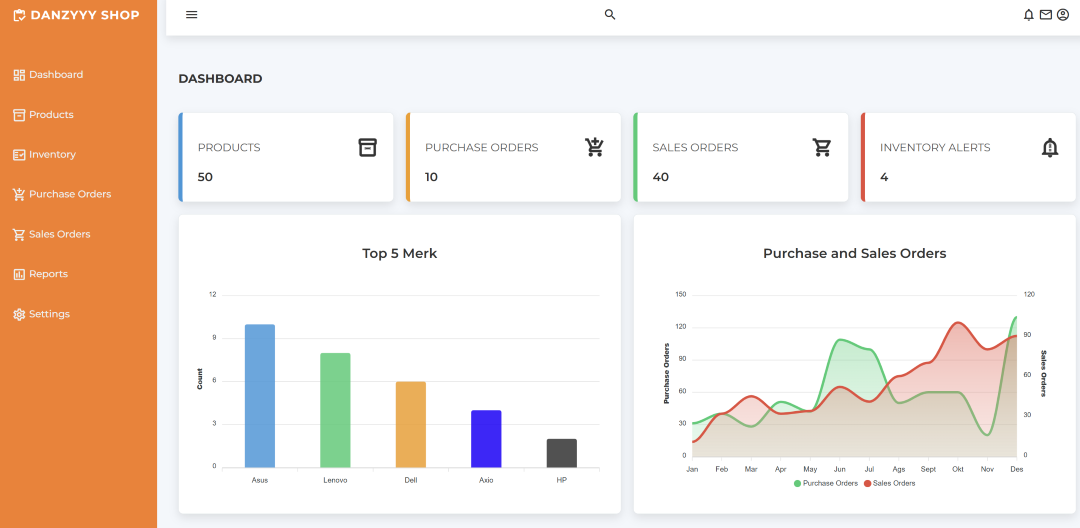 DANZYYY SHOP
Dashboard
Products
Inventory
Purchase Orders
Sales Orders
Reports
Settings
DASHBOARD
PRODUCTS
50
PURCHASE ORDERS
10
SALES ORDERS
40
INVENTORY ALERTS
4
Top 5 Merk
Count
12
9
6
3
0
Asus Lenovo Dell Axio HP
Purchase and Sales Orders
Purchase Orders
150
120
90
60
30
0
120
90
60
30
0
Sales Orders
Jan Feb Mar Apr May Jun Jul Ags Sept Okt Nov Des
Purchase Orders Sales Orders